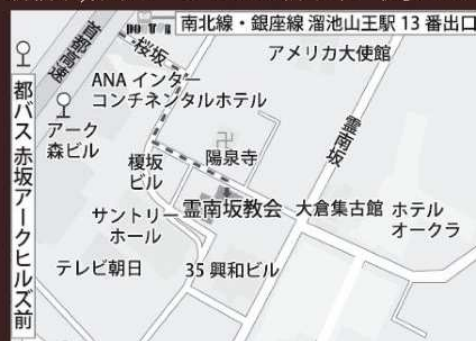 南北線・銀座線 溜池山王駅 13 番出口
首都高速
桜坂
アメリカ大使館
ANA インター
コンチネンタルホテル
都バス 赤坂アークヒルズ前
アーク
森ビル
霊南坂
榎坂
ビル
陽泉寺
霊南坂教会
大倉集古館
ホテル
オークラ
サントリー
ホール
テレビ朝日
35 興和ビル